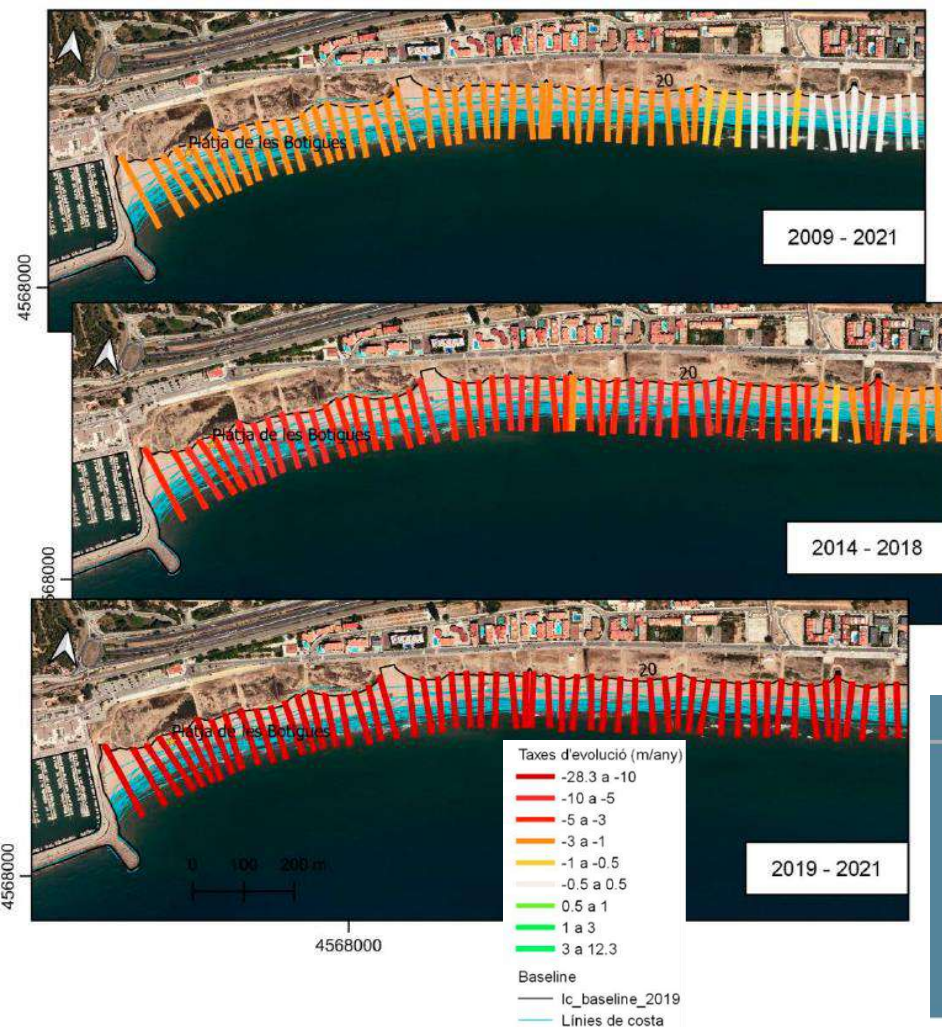 20
Platja de les Botigues
2009 - 2021
4568000
20
Platja de les Botigues
2014 - 2018
568000
20
Platja de les Botigues
0 100 200 m
2019 - 2021
4568000
4568000
Taxes d'evolució (m/any)
-28.3 a -10
-10 a -5
-5 a -3
-3 a -1
-1 a -0.5
-0.5 a 0.5
0.5 a 1
1 a 3
3 a 12.3
Baseline
lc_baseline_2019
Línies de costa